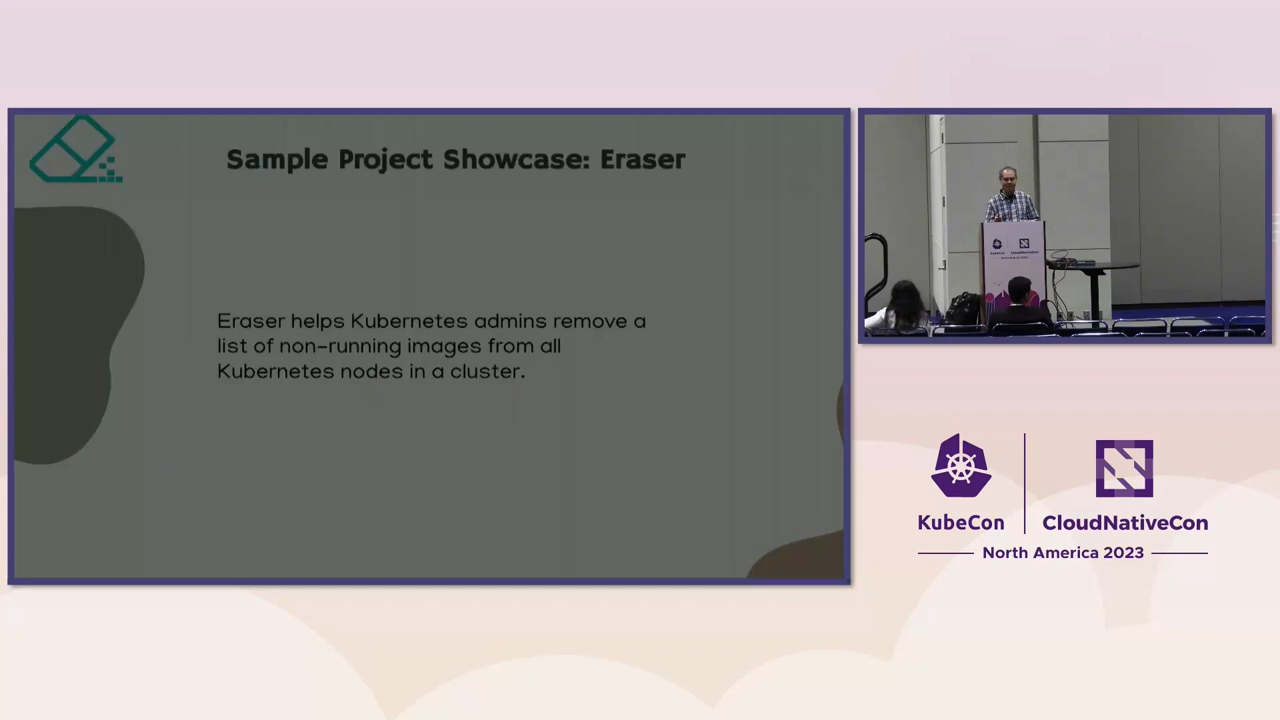 Sample Project Showcase: Eraser
Eraser helps Kubernetes admins remove a
list of non-running images from all
Kubernetes nodes in a cluster.
KubeCon
CloudNativeCon
North America 2023